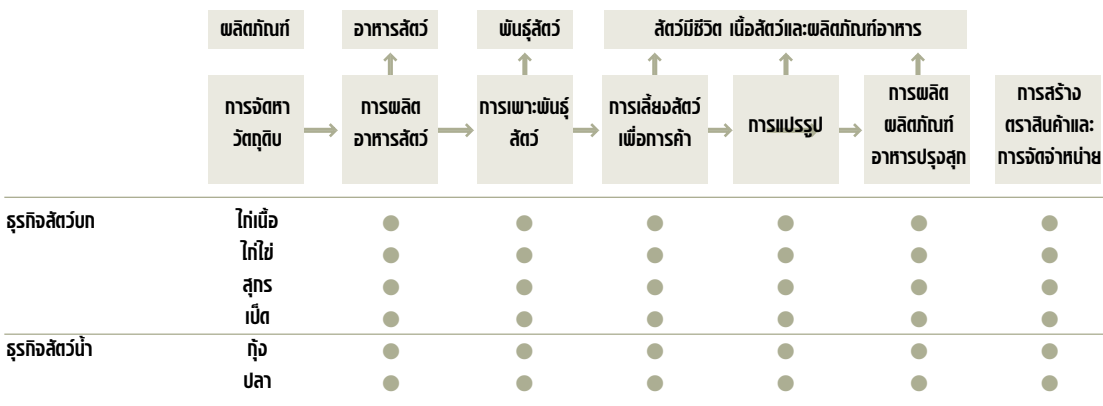 ผลิตภัณฑ์ อาหารสัตว์ พันธุ์สัตว์ สัตว์มีชีวิต เนื้อสัตว์และผลิตภัณฑ์อาหาร
การจัดหา
วัตถุดิบ
การผลิต
อาหารสัตว์
การเพาะพันธุ์
สัตว์
การเลี้ยงสัตว์
เพื่อการค้า
การแปรรูป
การผลิต
ผลิตภัณฑ์
อาหารปรุงสุก
การสร้าง
ตราสินค้าและ
การจัดจำหน่าย
ธุรกิจสัตว์บก ไก่เนื้อ
ไก่ไข่
สุกร
เป็ด
ธุรกิจสัตว์น้ำ กุ้ง
ปลา